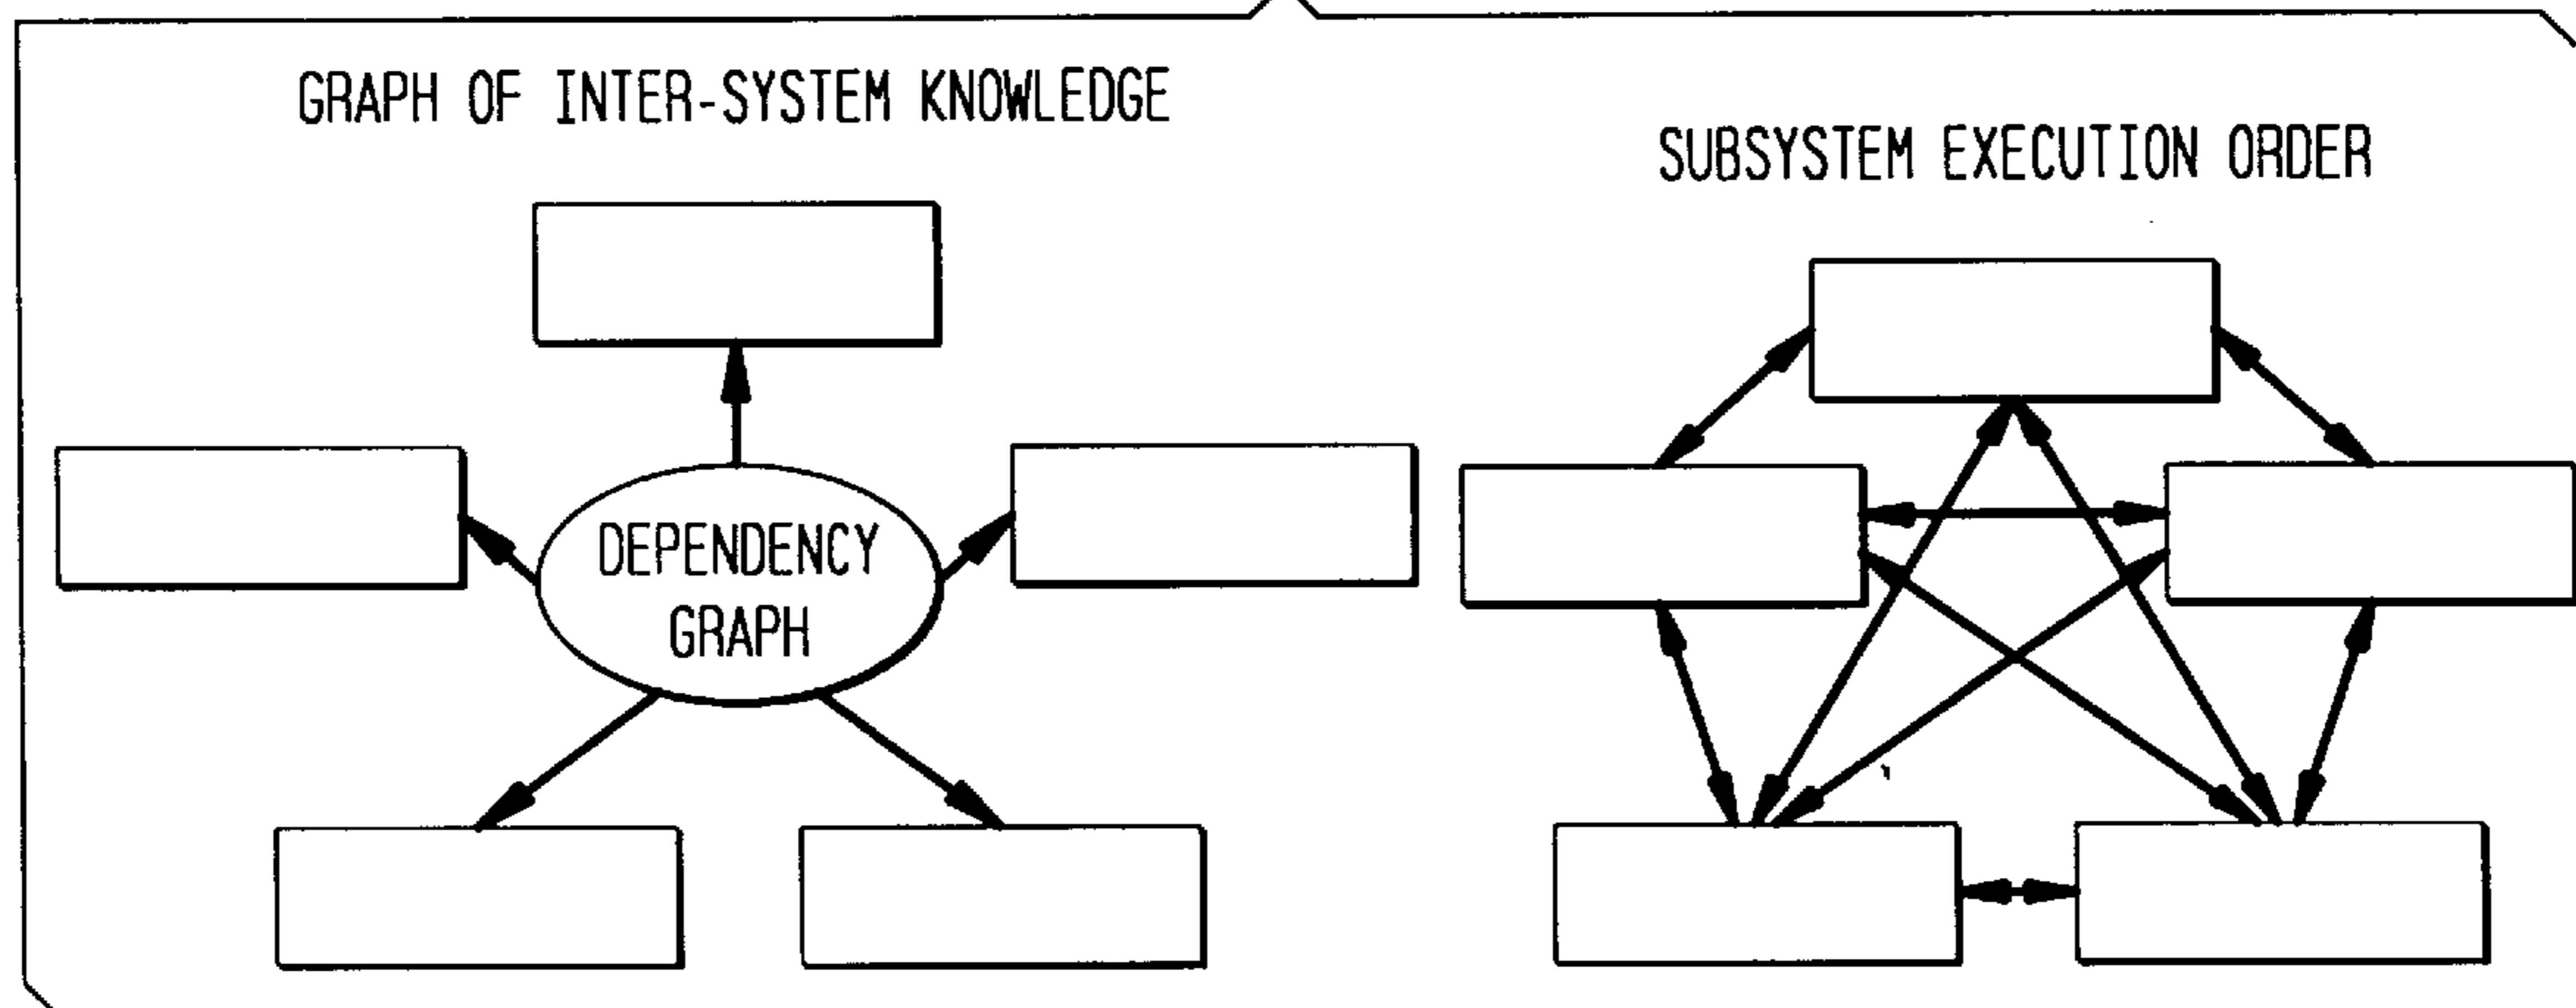 GRAPH OF INTER-SYSTEM KNOWLEDGE
SUBSYSTEM EXECUTION ORDER
DEPENDENCY
GRAPH